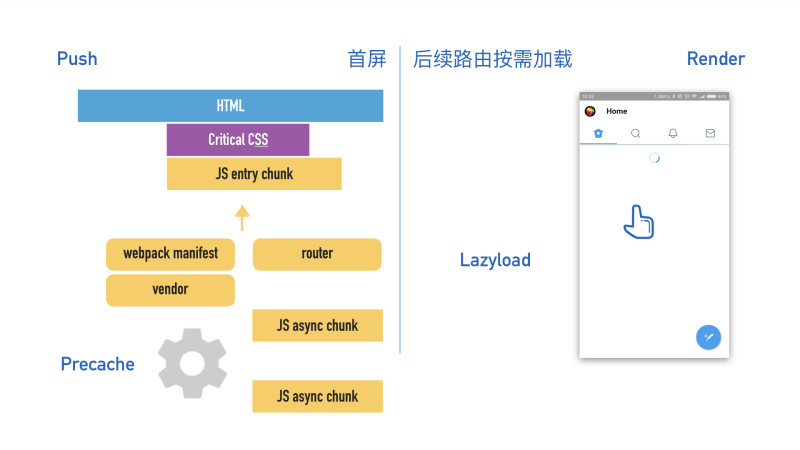 Push
首屏
后续路由按需加载
Render
HTML
Critical CSS
JS entry chunk
webpack manifest
router
vendor
JS async chunk
Precache
JS async chunk
Lazyload
Home